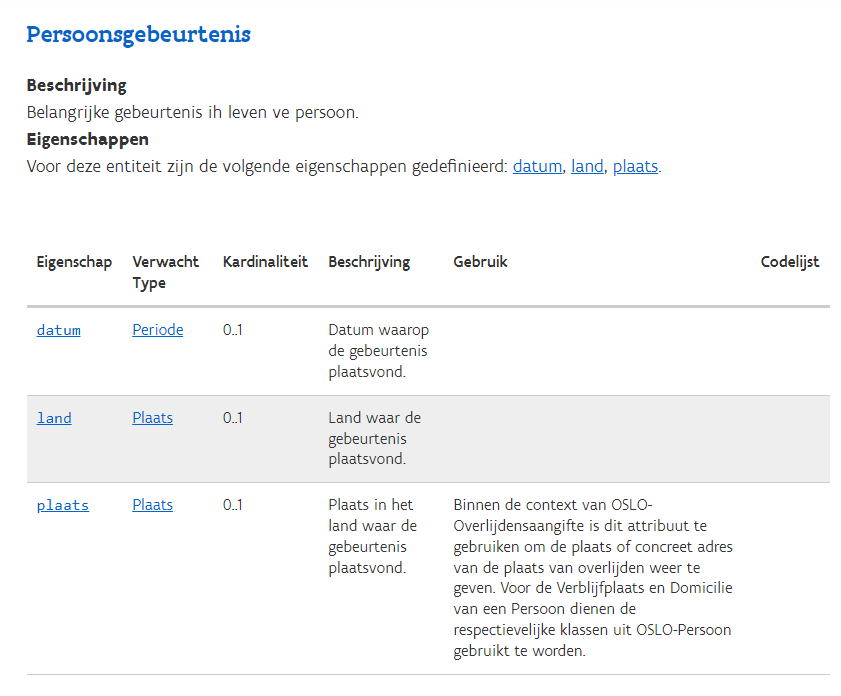 Persoonsgebeurtenis
Beschrijving
Belangrijke gebeurtenis ih leven ve persoon.
Eigenschappen
Voor deze entiteit zijn de volgende eigenschappen gedefinieerd: datum, land, plaats.
Eigenschap Verwacht Type Kardinaliteit Beschrijving Gebruik Codelijst
datum Periode 0..1 Datum waarop
de gebeurtenis
plaatsvond.
land Plaats 0..1 Land waar de
gebeurtenis
plaatsvond.
plaats Plaats 0..1 Plaats in het
land waar de
gebeurtenis
plaatsvond.
Binnen de context van OSLO-
Overlijdensaangifte is dit attribuut te
gebruiken om de plaats of concreet adres
van de plaats van overlijden weer te
geven. Voor de Verblijfplaats en Domicilie
van een Persoon dienen de
respectievelijke klassen uit OSLO-Persoon
gebruikt te worden.